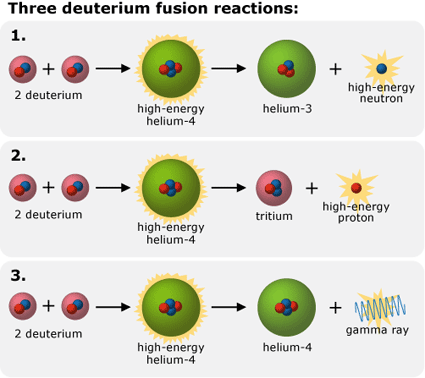 Three deuterium fusion reactions:
1.
+
+
2 deuterium
high-energy
helium-4
helium-3
high-energy
neutron
2.
+
+
2 deuterium
high-energy
helium-4
tritium
high-energy
proton
3.
+
+
2 deuterium
high-energy
helium-4
helium-4
gamma ray